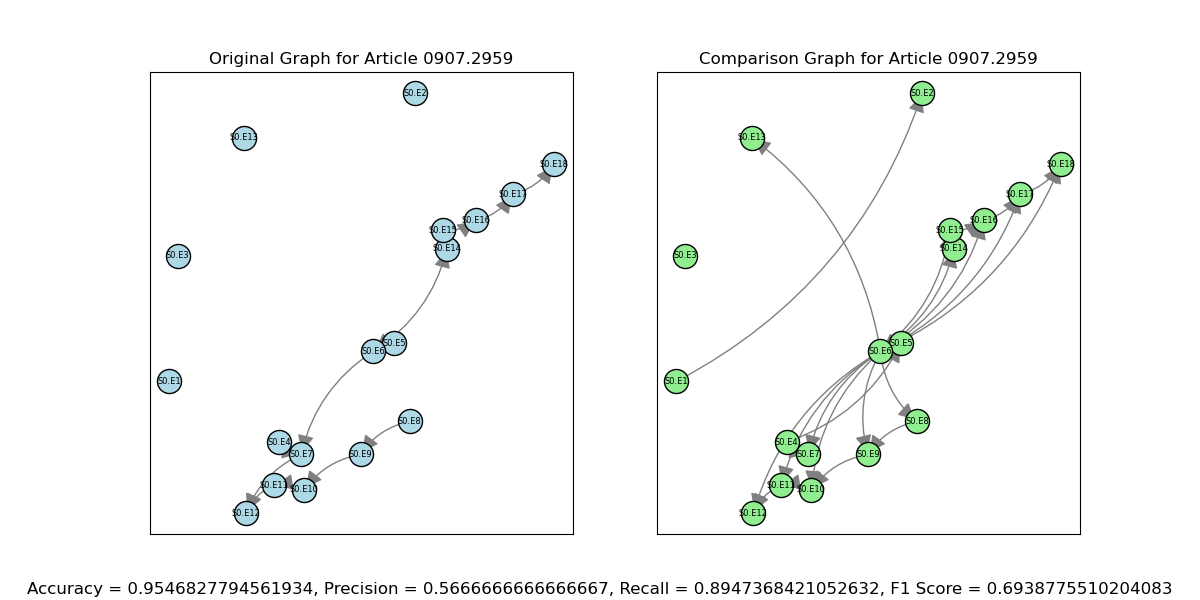 Original Graph for Article 0907.2959
Comparison Graph for Article 0907.2959
S0.E2
S0.E13
S0.E18
S0.E17
S0.E16
S0.E15
S0.E14
S0.E3
S0.E5
S0.E6
S0.E1
S0.E8
S0.E4
S0.E7
S0.E9
S0.E11
S0.E10
S0.E12
S0.E2
S0.E13
S0.E18
S0.E17
S0.E16
S0.E15
S0.E14
S0.E3
S0.E5
S0.E6
S0.E1
S0.E8
S0.E4
S0.E7
S0.E9
S0.E11
S0.E10
S0.E12
Accuracy = 0.9546827794561934, Precision = 0.5666666666666667, Recall = 0.8947368421052632, F1 Score = 0.6938775510204083